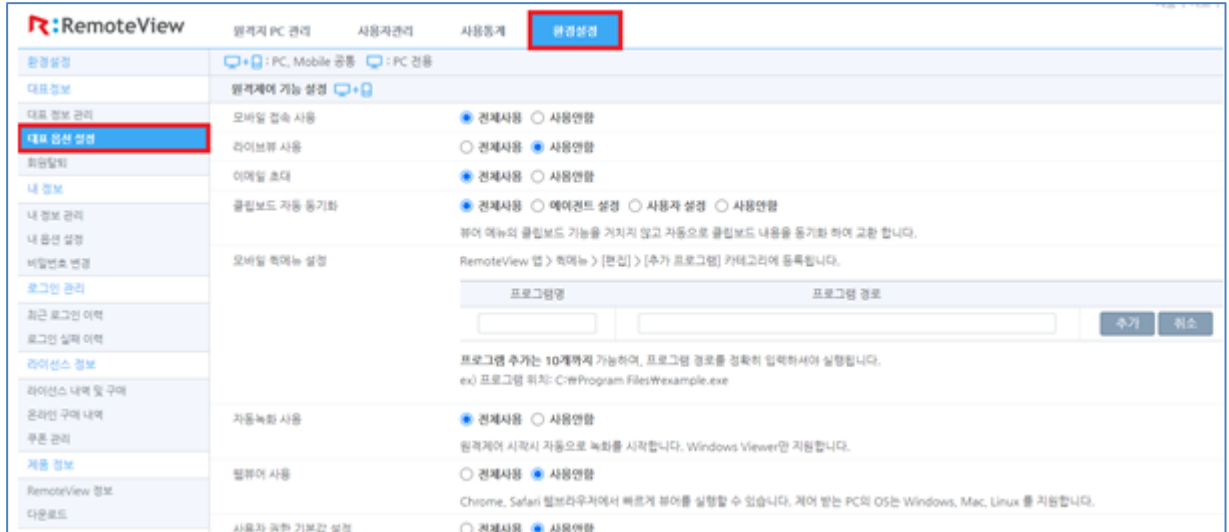 RemoteView
원격지 PC 관리
사용자관리
사용통계
환경설정
환경설정
대표정보
대표 정보 관리
대표 옵션 설정
회원탈퇴
내 정보
내 정보 관리
내 옵션 설정
비밀번호 변경
로그인 관리
최근 로그인 이력
로그인 실패 이력
라이선스 정보
라이선스 내역 및 구매
온라인 구매 내역
쿠폰 관리
제품 정보
RemoteView 정보
다운로드
+ : PC, Mobile 공통 : PC 전용
원격제어 기능 설정 +
모바일 접속 사용 전체사용 사용안함
라이브뷰 사용 전체사용 사용안함
이메일 초대 전체사용 사용안함
클립보드 자동 동기화 전체사용 에이전트 설정 사용자 설정 사용안함
뷰어 메뉴의 클립보드 기능을 거치지 않고 자동으로 클립보드 내용을 동기화 하여 교환 합니다.
모바일 퀵메뉴 설정 RemoteView 앱 > 퀵메뉴 > [편집] > [추가 프로그램] 카테고리에 등록됩니다.
프로그램명 프로그램 경로
추가 취소
프로그램 추가는 10개까지 가능하며, 프로그램 경로를 정확히 입력하셔야 실행됩니다.
ex) 프로그램 위치: C:₩Program Files₩example.exe
자동녹화 사용 전체사용 사용안함
원격제어 시작시 자동으로 녹화를 시작합니다. Windows Viewer만 지원합니다.
웹뷰어 사용 전체사용 사용안함
Chrome, Safari 웹브라우저에서 빠르게 뷰어를 실행할 수 있습니다. 제어 받는 PC의 OS는 Windows, Mac, Linux 를 지원합니다.
사용자 권한 기본값 설정 전체사용 사용안함